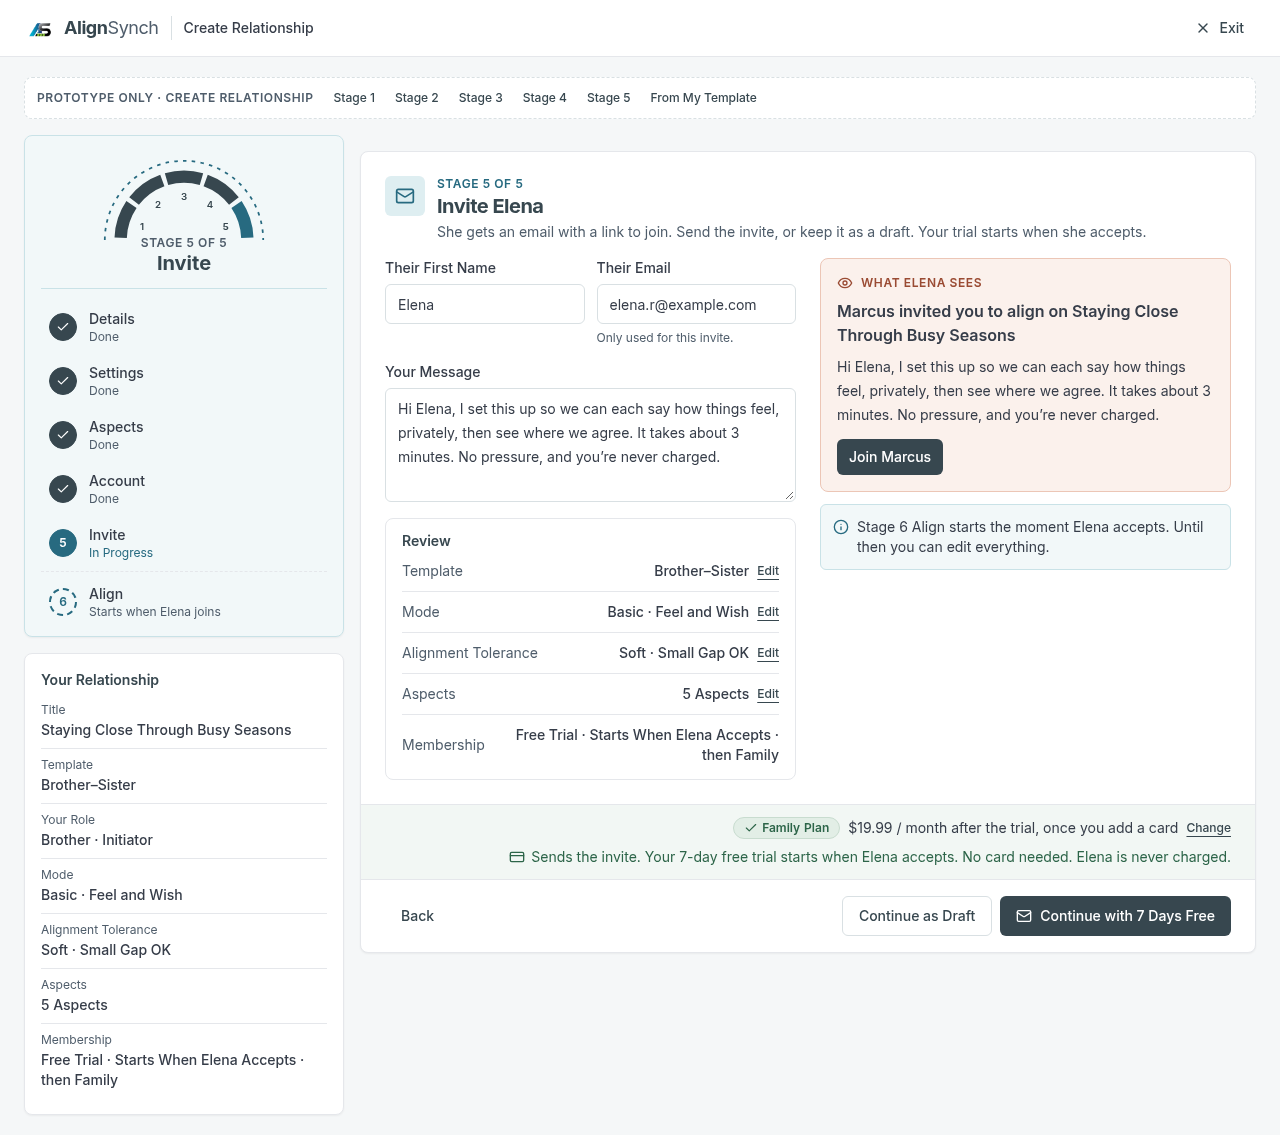 AlignSynch
Create Relationship
Exit
PROTOTYPE ONLY · CREATE RELATIONSHIP
Stage 1
Stage 2
Stage 3
Stage 4
Stage 5
From My Template
1
2
3
4
5
STAGE 5 OF 5
Invite
Details
Done
Settings
Done
Aspects
Done
Account
Done
5
Invite
In Progress
6
Align
Starts when Elena joins
Your Relationship
Title
Staying Close Through Busy Seasons
Template
Brother–Sister
Your Role
Brother · Initiator
Mode
Basic · Feel and Wish
Alignment Tolerance
Soft · Small Gap OK
Aspects
5 Aspects
Membership
Free Trial · Starts When Elena Accepts ·
then Family
STAGE 5 OF 5
Invite Elena
She gets an email with a link to join. Send the invite, or keep it as a draft. Your trial starts when she accepts.
Their First Name
Elena
Their Email
elena.r@example.com
Only used for this invite.
Your Message
Hi Elena, I set this up so we can each say how things feel,
privately, then see where we agree. It takes about 3
minutes. No pressure, and you’re never charged.
Review
Template Brother–Sister Edit
Mode Basic · Feel and Wish Edit
Alignment Tolerance Soft · Small Gap OK Edit
Aspects 5 Aspects Edit
Membership Free Trial · Starts When Elena Accepts ·
then Family
WHAT ELENA SEES
Marcus invited you to align on Staying Close
Through Busy Seasons
Hi Elena, I set this up so we can each say how things
feel, privately, then see where we agree. It takes about 3
minutes. No pressure, and you’re never charged.
Join Marcus
Stage 6 Align starts the moment Elena accepts. Until
then you can edit everything.
Family Plan $19.99 / month after the trial, once you add a card Change
Sends the invite. Your 7-day free trial starts when Elena accepts. No card needed. Elena is never charged.
Back
Continue as Draft
Continue with 7 Days Free